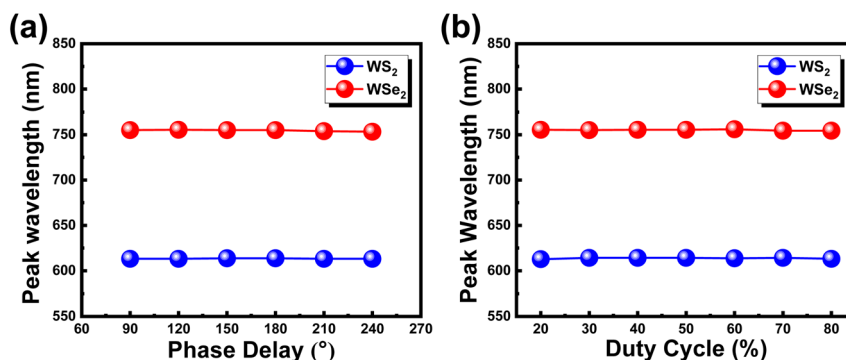 (a)
Peak wavelength (nm)
850
800
750
700
650
600
550
WS₂
WSe₂
60 90 120 150 180 210 240 270
Phase Delay (°)
(b)
Peak Wavelength (nm)
850
800
750
700
650
600
550
WS₂
WSe₂
20 30 40 50 60 70 80
Duty Cycle (%)